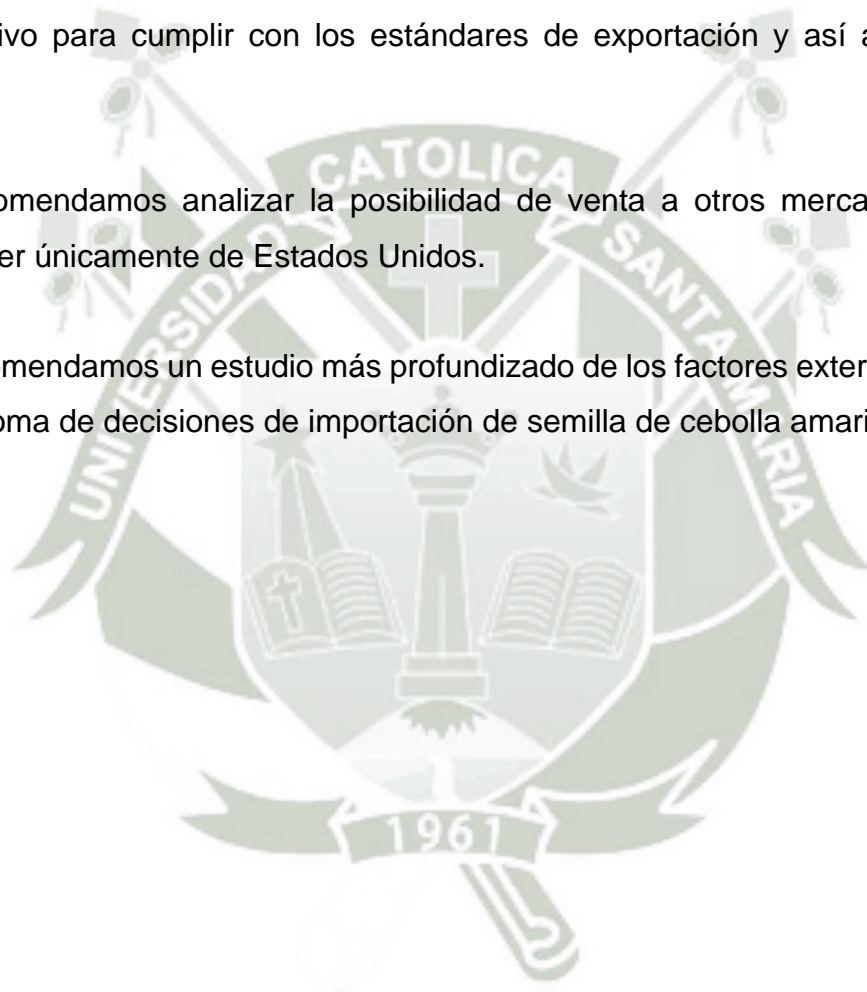 ivo para cumplir con los estándares de exportación y así a
omendamos analizar la posibilidad de venta a otros merca
er únicamente de Estados Unidos.
omendamos un estudio más profundizado de los factores exter
oma de decisiones de importación de semilla de cebolla amari
UNIVERSIDAD CATOLICA SANTA MARIA
1961